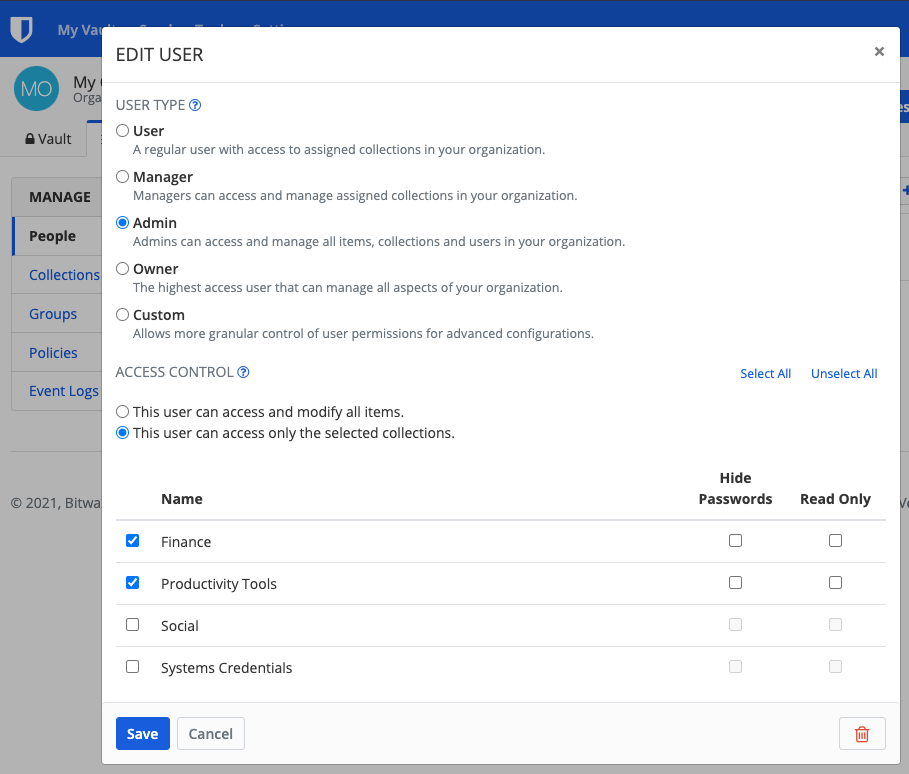 My Vault
EDIT USER
×
MO
My
Orga
USER TYPE
User
A regular user with access to assigned collections in your organization.
Vault
Manager
Managers can access and manage assigned collections in your organization.
MANAGE
Admin
Admins can access and manage all items, collections and users in your organization.
People
Owner
The highest access user that can manage all aspects of your organization.
Collections
Groups
Custom
Allows more granular control of user permissions for advanced configurations.
Policies
ACCESS CONTROL
Select All Unselect All
Event Logs
This user can access and modify all items.
This user can access only the selected collections.
© 2021, Bitwa
Name Hide Passwords Read Only
Finance
Productivity Tools
Social
Systems Credentials
Save Cancel